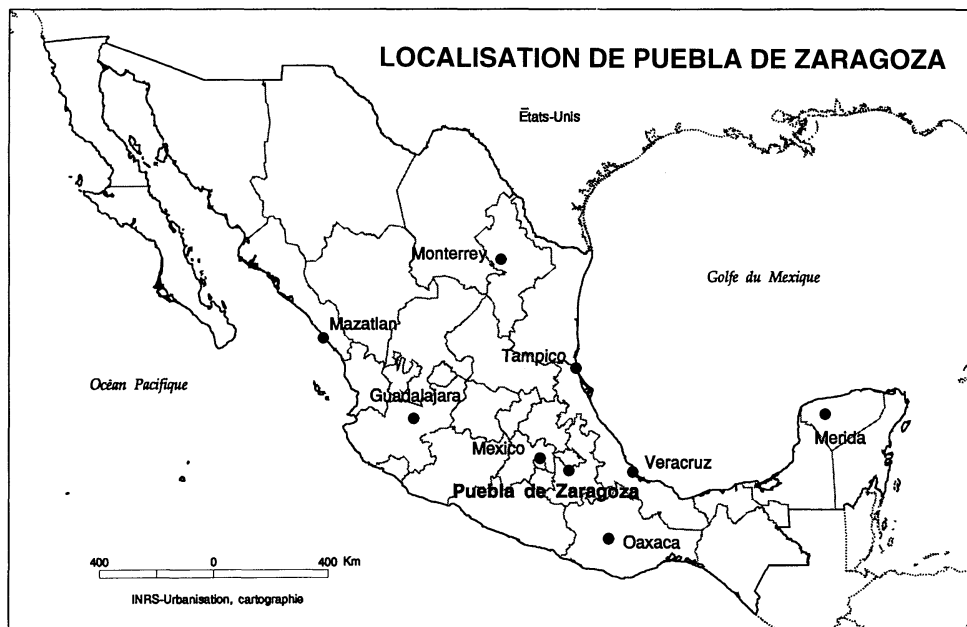 LOCALISATION DE PUEBLA DE ZARAGOZA
États-Unis
Monterrey
Golfe du Mexique
Mazatlan
Tampico
Océan Pacifique
Guadalajara
Merida
Mexico
Veracruz
Puebla de Zaragoza
Oaxaca
400 0 400 Km
INRS-Urbanisation, cartographie